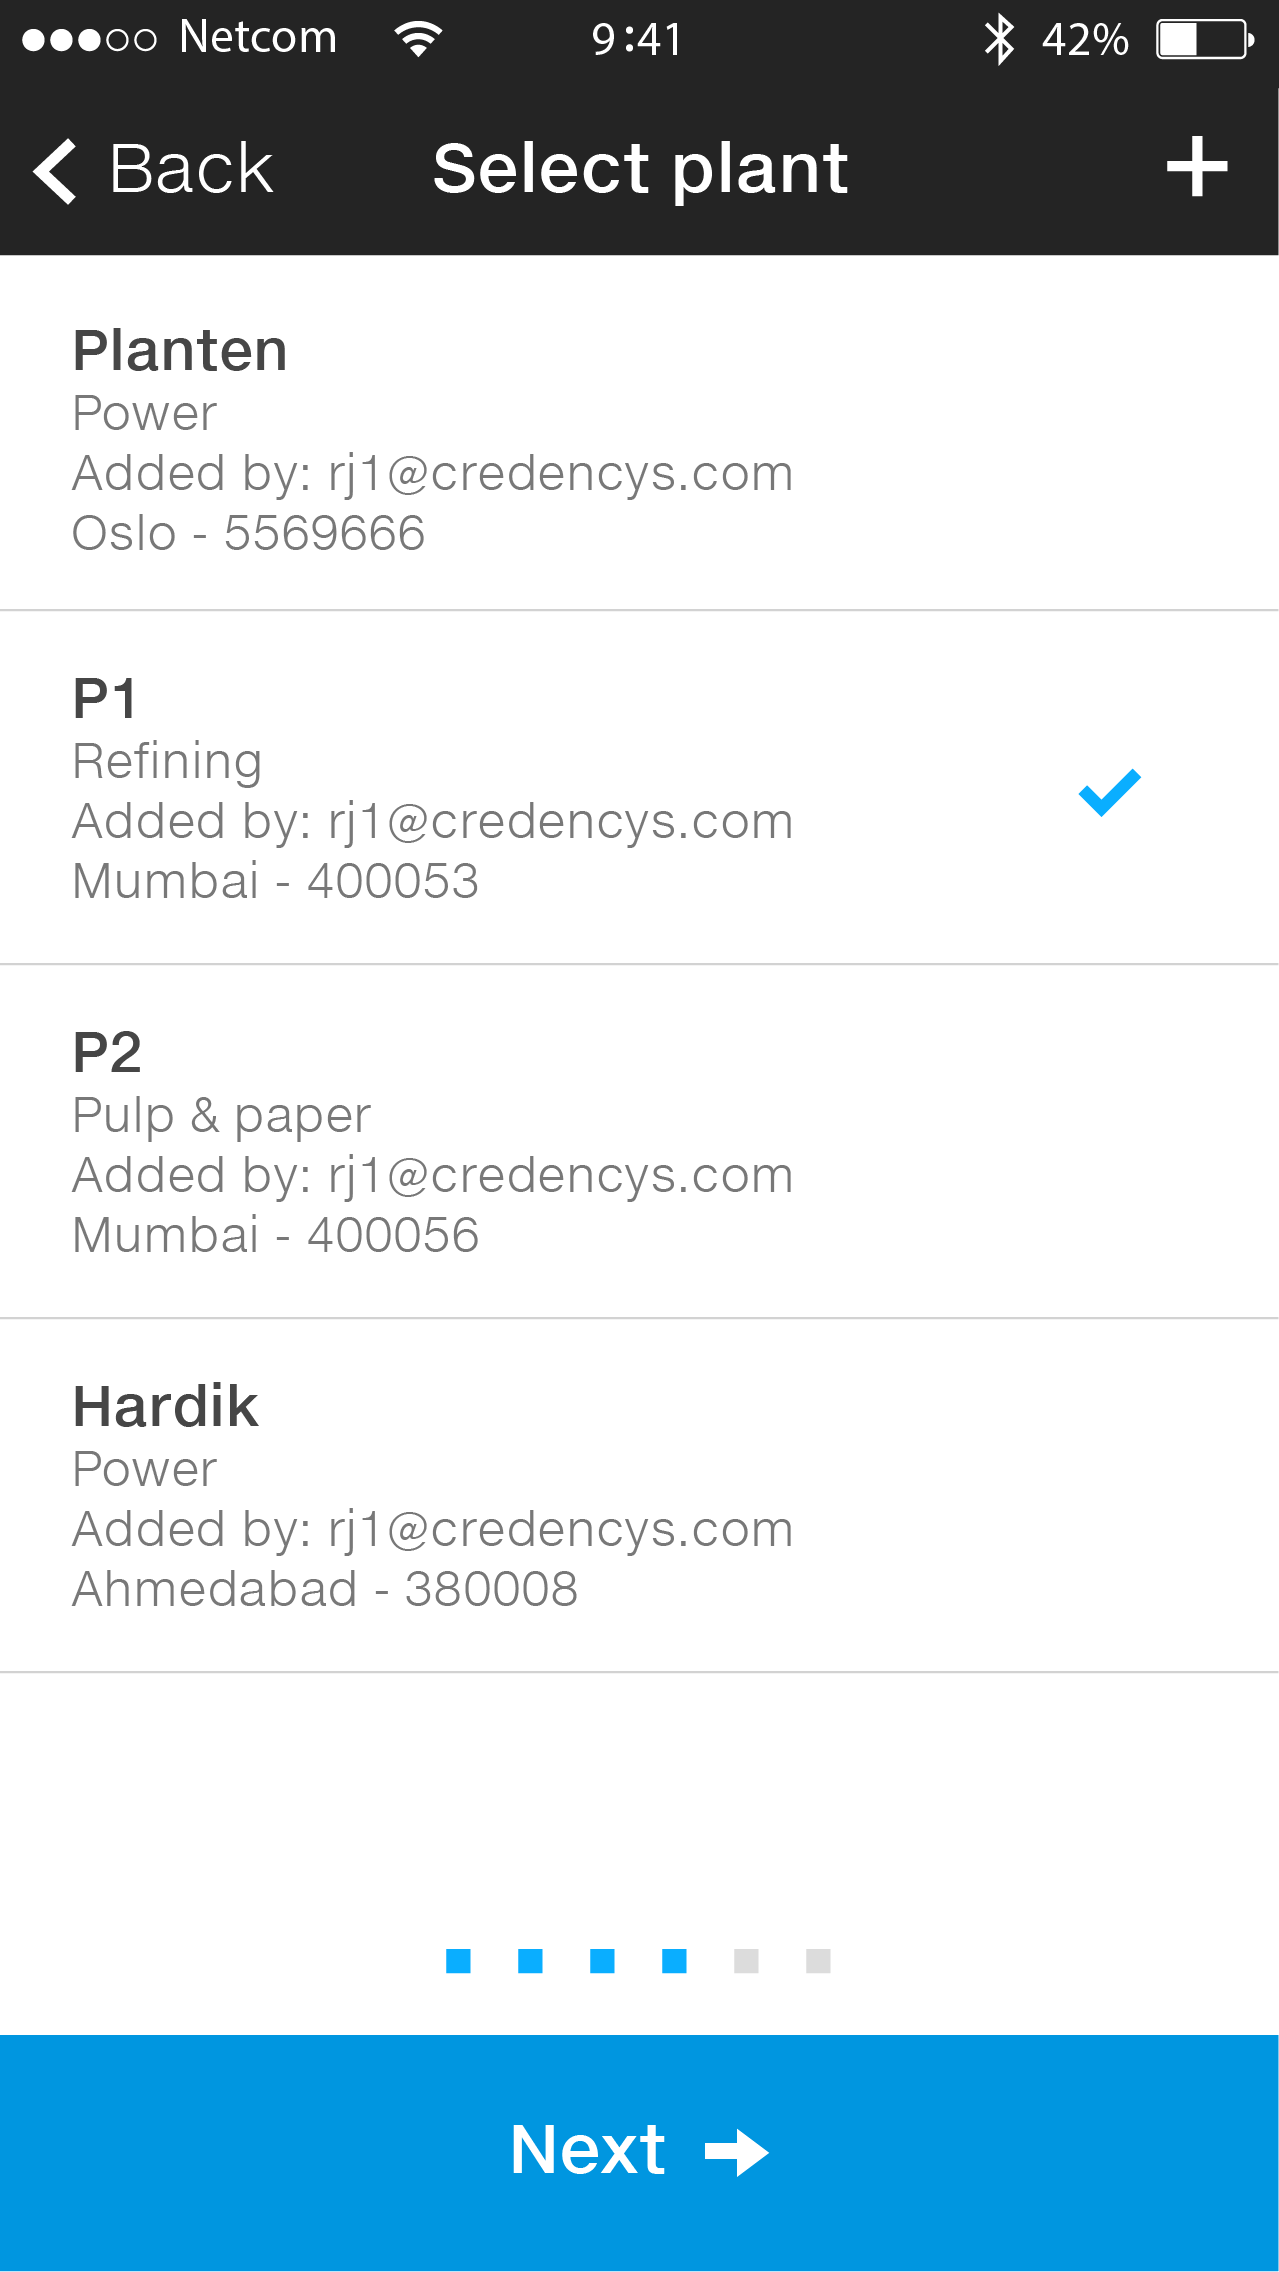 Netcom 9:41 42%
Back Select plant
Planten
Power
Added by: rj1@credencys.com
Oslo - 5569666
P1
Refining
Added by: rj1@credencys.com
Mumbai - 400053
P2
Pulp & paper
Added by: rj1@credencys.com
Mumbai - 400056
Hardik
Power
Added by: rj1@credencys.com
Ahmedabad - 380008
Next